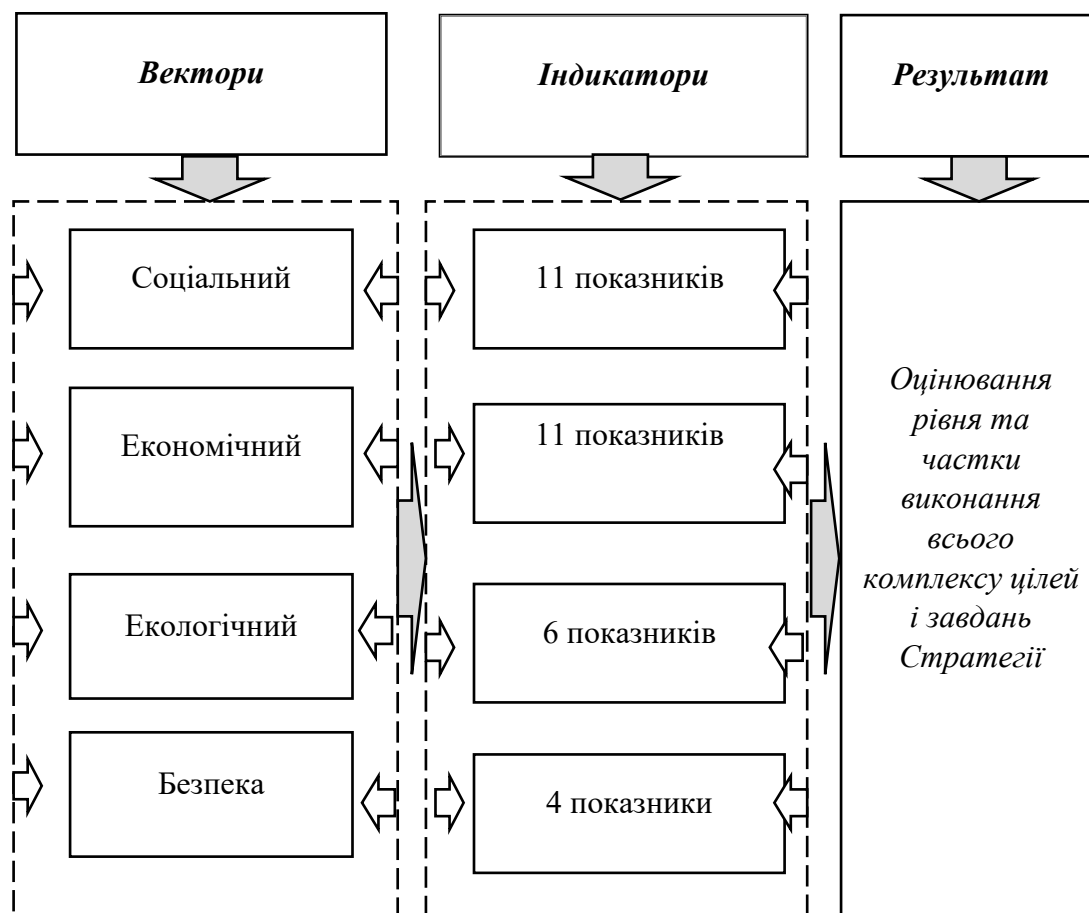 Вектори
Індикатори
Результат
Соціальний
11 показників
Економічний
11 показників
Екологічний
6 показників
Безпека
4 показники
Оцінювання
рівня та
частки
виконання
всього
комплексу цілей
і завдань
Стратегії